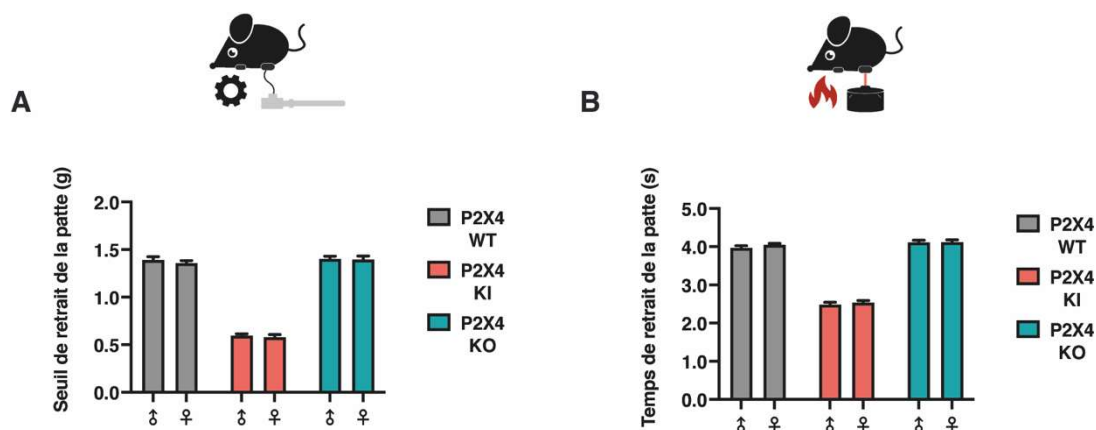 A
Seuil de retrait de la patte (g)
2.0
1.5
1.0
0.5
0.0
♂ ♀ ♂ ♀ ♂ ♀
P2X4
WT
P2X4
KI
P2X4
KO
B
Temps de retrait de la patte (s)
5.0
4.0
3.0
2.0
1.0
0.0
♂ ♀ ♂ ♀ ♂ ♀
P2X4
WT
P2X4
KI
P2X4
KO